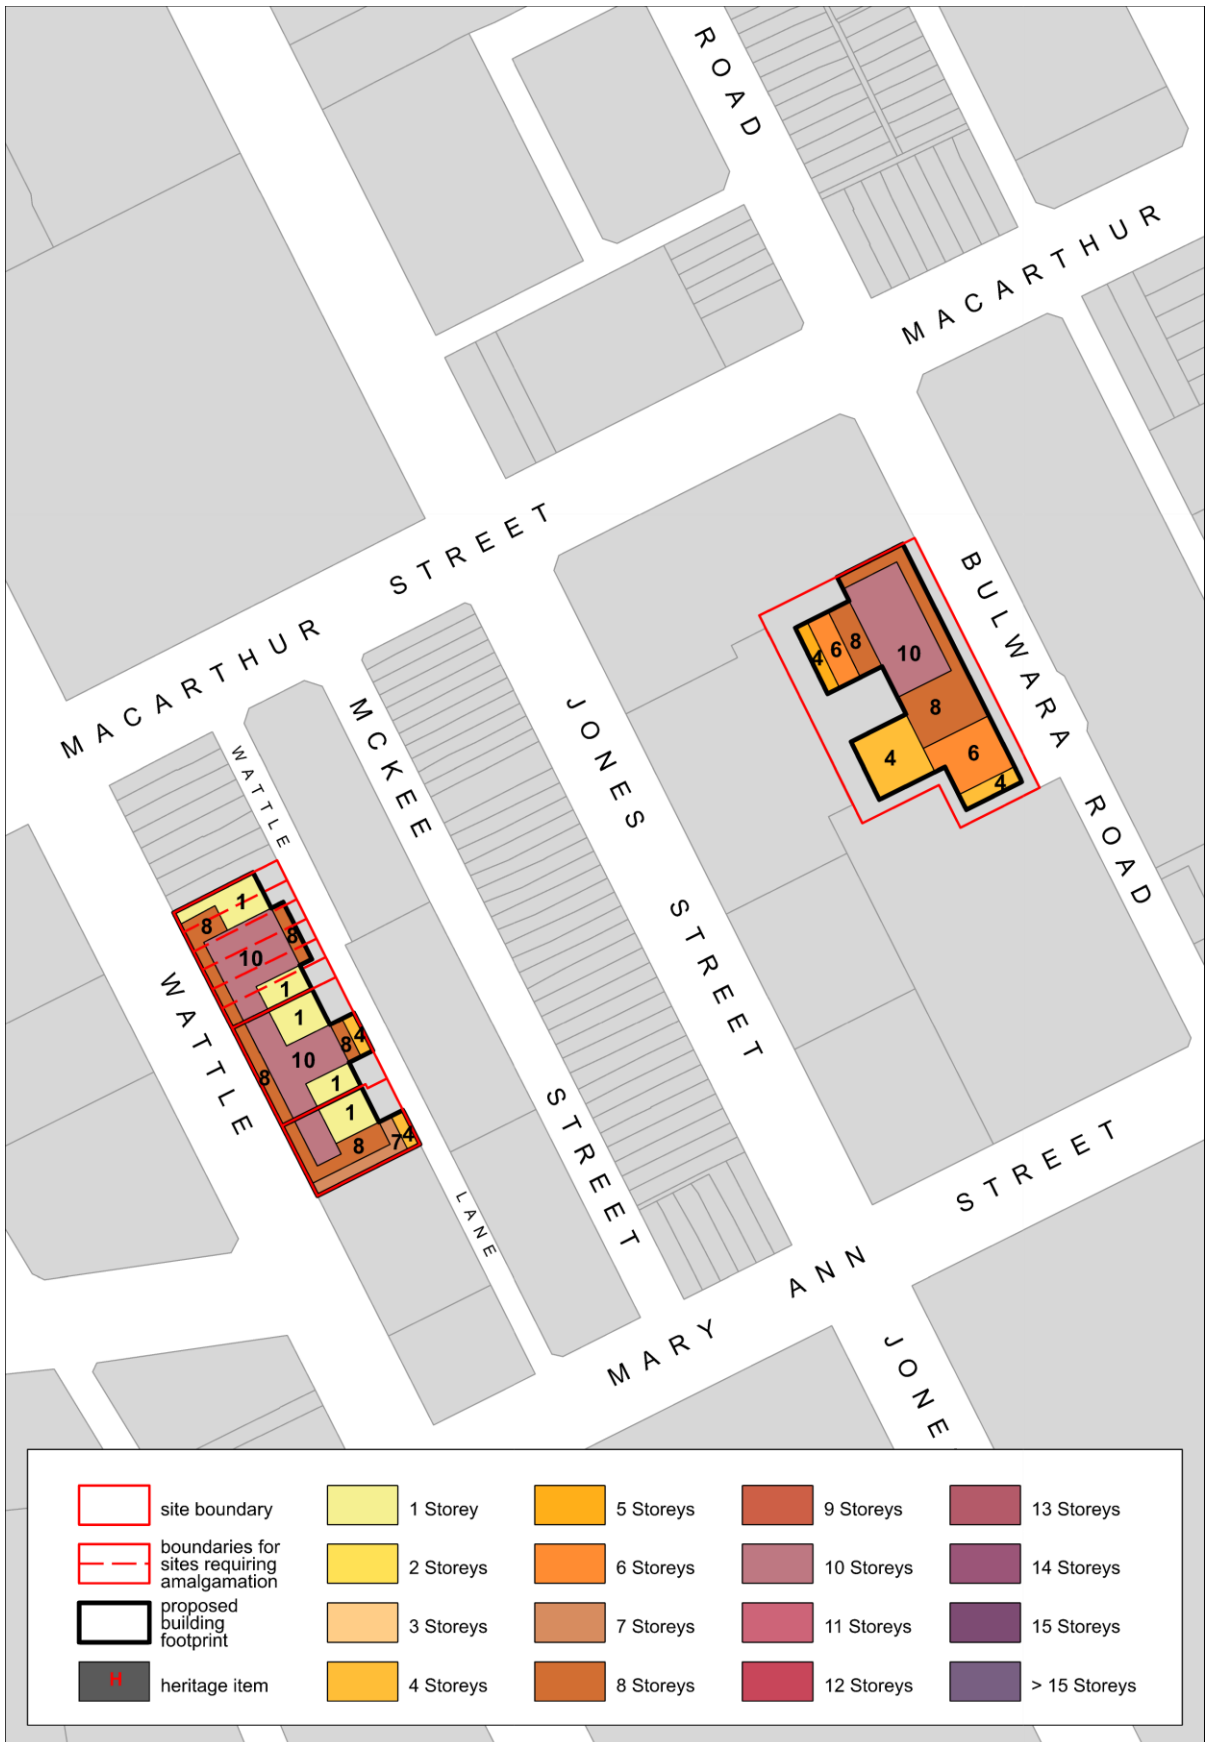 ROAD
MACARTHUR
MACARTHUR STREET
BULWARA ROAD
JONES STREET
MCKEE STREET
WATTLE LANE
WATTLE
MARY ANN STREET
JONE
4 6 8 10
8
4 6
4
1
8
8
10
1
1
8 4
10
8
1
1
8 7 4
site boundary
boundaries for
sites requiring
amalgamation
proposed
building
footprint
H
heritage item
1 Storey
2 Storeys
3 Storeys
4 Storeys
5 Storeys
6 Storeys
7 Storeys
8 Storeys
9 Storeys
10 Storeys
11 Storeys
12 Storeys
13 Storeys
14 Storeys
15 Storeys
> 15 Storeys